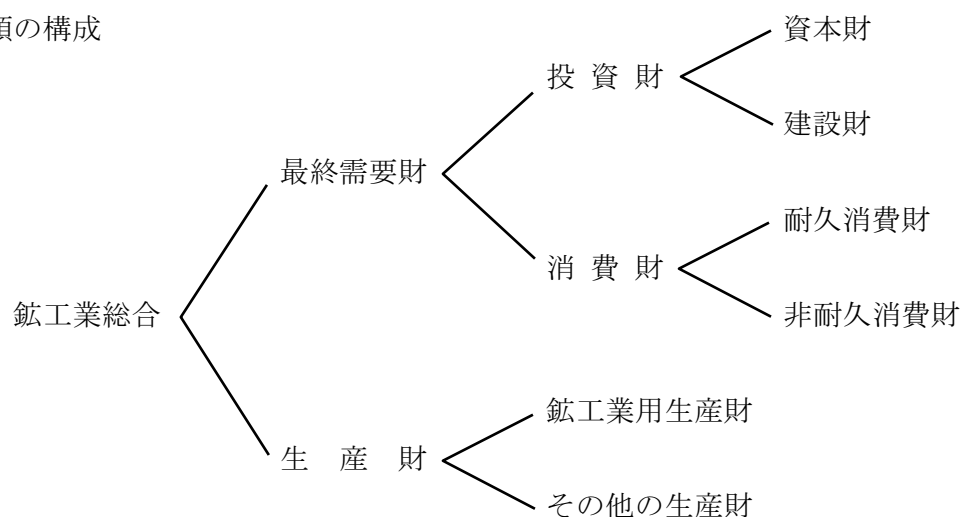 類の構成
資本財
投 資 財
建設財
最終需要財
耐久消費財
消 費 財
鉱工業総合
非耐久消費財
鉱工業用生産財
生 産 財
その他の生産財